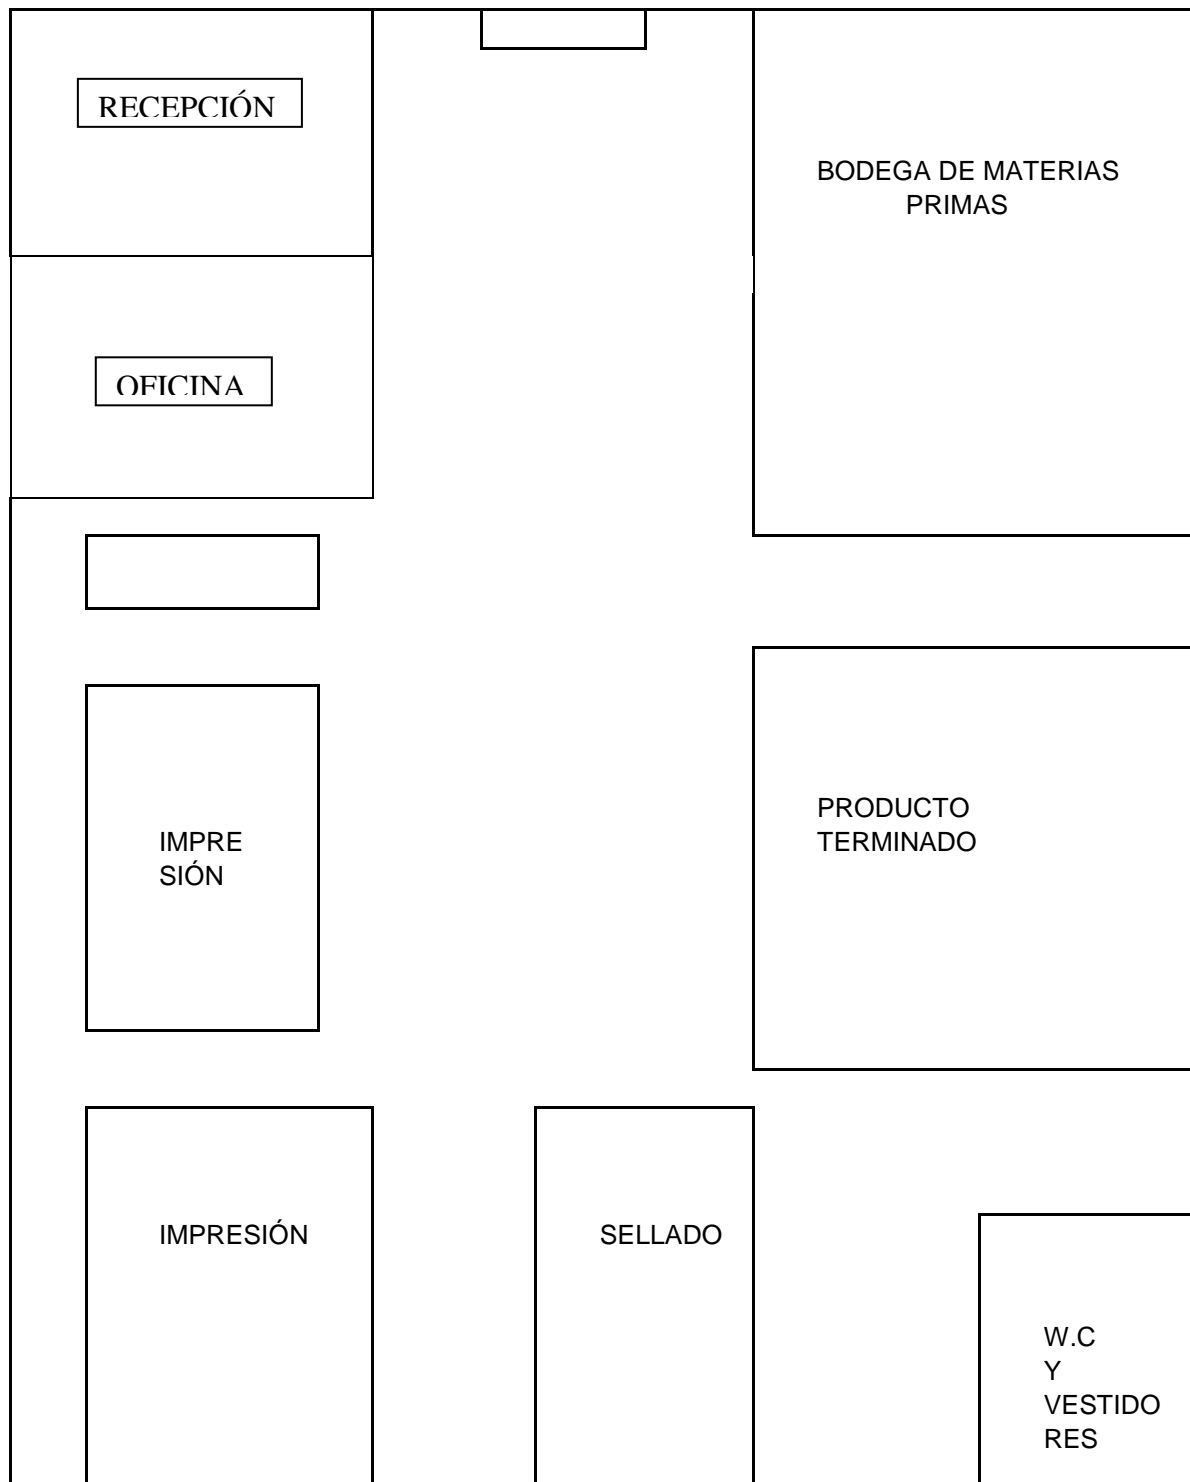 RECEPCIÓN
BODEGA DE MATERIAS
PRIMAS
OFICINA
IMPRE
SIÓN
PRODUCTO
TERMINADO
IMPRESIÓN
SELLADO
W.C
Y
VESTIDO
RES